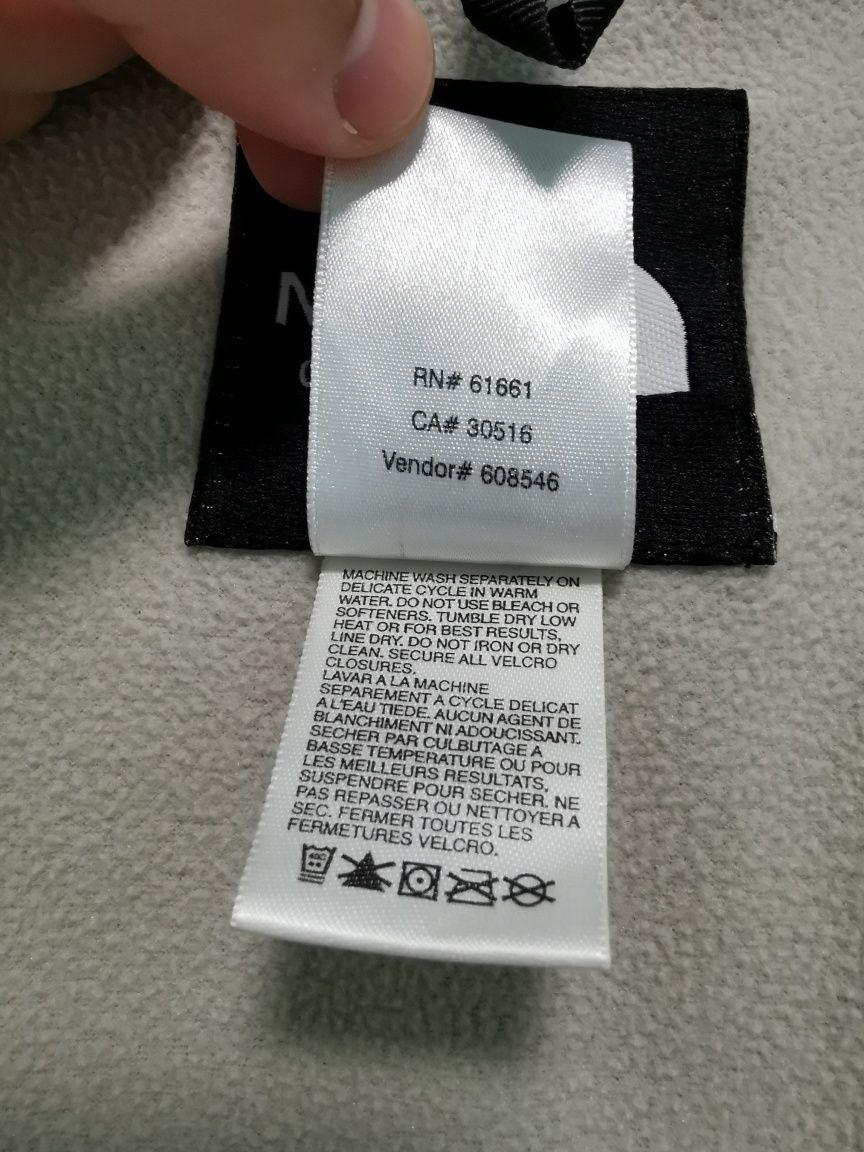 N
RN# 61661
CA# 30516
Vendor# 608546
MACHINE WASH SEPARATELY ON
DELICATE CYCLE IN WARM
WATER. DO NOT USE BLEACH OR
SOFTENERS. TUMBLE DRY LOW
HEAT OR FOR BEST RESULTS,
LINE DRY. DO NOT IRON OR DRY
CLEAN. SECURE ALL VELCRO
CLOSURES.
LAVAR A LA MACHINE
SEPAREMENT A CYCLE DELICAT
A L'EAU TIEDE. AUCUN AGENT DE
BLANCHIMENT NI ADOUCISSANT.
SECHER PAR CULBUTAGE A
BASSE TEMPERATURE OU POUR
LES MEILLEURS RESULTATS,
SUSPENDRE POUR SECHER. NE
PAS REPASSER OU NETTOYER A
SEC. FERMER TOUTES LES
FERMETURES VELCRO.